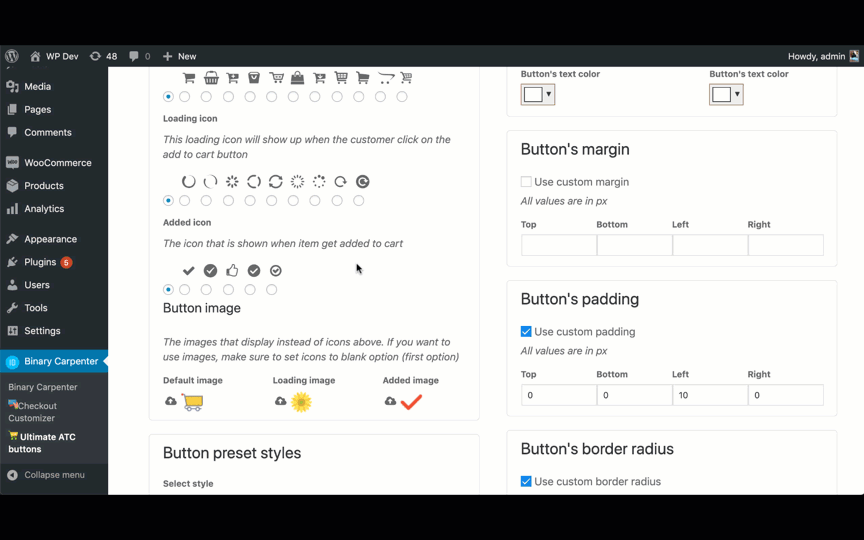 WP Dev 48 0 New Howdy, admin
Media
Pages
Comments
WooCommerce
Products
Analytics
Appearance
Plugins 5
Users
Tools
Settings
Binary Carpenter
Binary Carpenter
Checkout
Customizer
Ultimate ATC
buttons
Collapse menu
Loading icon
This loading icon will show up when the customer click on the
add to cart button
Added icon
The icon that is shown when item get added to cart
Button image
The images that display instead of icons above. If you want to
use images, make sure to set icons to blank option (first option)
Default image Loading image Added image
Button preset styles
Select style
Button's text color Button's text color
Button's margin
Use custom margin
All values are in px
Top Bottom Left Right
Button's padding
Use custom padding
All values are in px
Top Bottom Left Right
0 0 10 0
Button's border radius
Use custom border radius